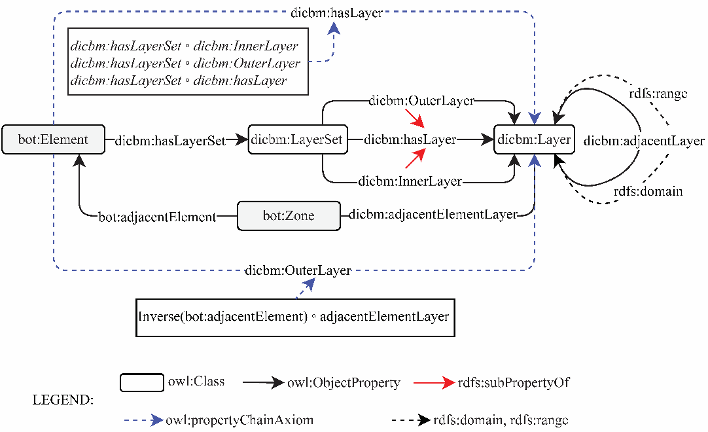 dicbm:hasLayer
dicbm:hasLayerSet ∘ dicbm:InnerLayer
dicbm:hasLayerSet ∘ dicbm:OuterLayer
dicbm:hasLayerSet ∘ dicbm:hasLayer
dicbm:OuterLayer
rdfs:range
bot:Element
dicbm:hasLayerSet
dicbm:LayerSet
dicbm:hasLayer
dicbm:Layer
dicbm:adjacentLayer
dicbm:InnerLayer
rdfs:domain
bot:adjacentElement
bot:Zone
dicbm:adjacentElementLayer
dicbm:OuterLayer
Inverse(bot:adjacentElement) ∘ adjacentElementLayer
LEGEND:
owl:Class
owl:ObjectProperty
rdfs:subPropertyOf
owl:propertyChainAxiom
rdfs:domain, rdfs:range